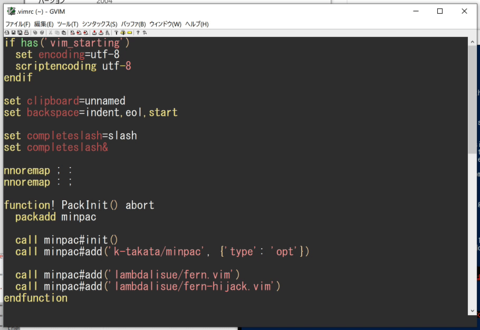 バージョン 2004
.vimrc (~) - GVIM
ファイル(F) 編集(E) ツール(T) シンタックス(S) バッファ(B) ウィンドウ(W) ヘルプ(H)
if has('vim_starting')
  set encoding=utf-8
  scriptencoding utf-8
endif

set clipboard=unnamed
set backspace=indent,eol,start

set completeslash=slash
set completeslash&

nnoremap ; :
nnoremap : ;

function! PackInit() abort
  packadd minpac

  call minpac#init()
  call minpac#add('k-takata/minpac', {'type': 'opt'})

  call minpac#add('lambdalisue/fern.vim')
  call minpac#add('lambdalisue/fern-hijack.vim')
endfunction